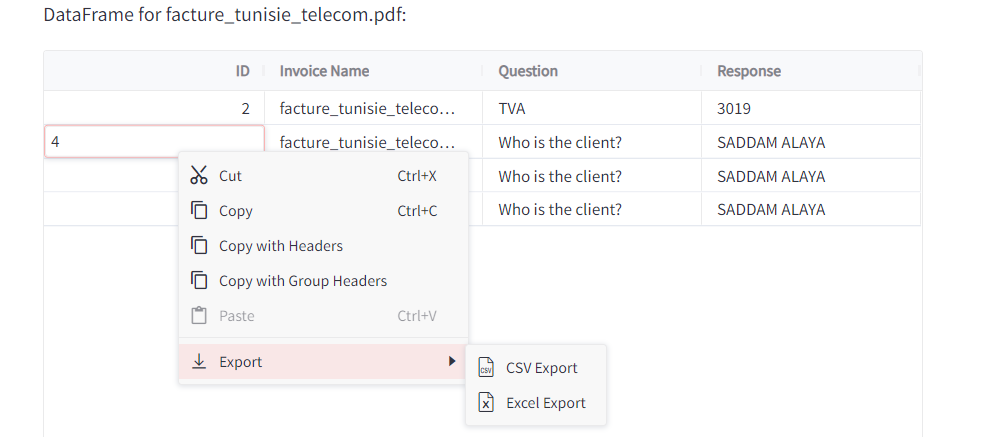 DataFrame for facture_tunisie_telecom.pdf:
ID Invoice Name Question Response
2 facture_tunisie_teleco... TVA 3019
4 facture_tunisie_teleco... Who is the client? SADDAM ALAYA
Who is the client? SADDAM ALAYA
Who is the client? SADDAM ALAYA
Cut Ctrl+X
Copy Ctrl+C
Copy with Headers
Copy with Group Headers
Paste Ctrl+V
Export
CSV Export
Excel Export